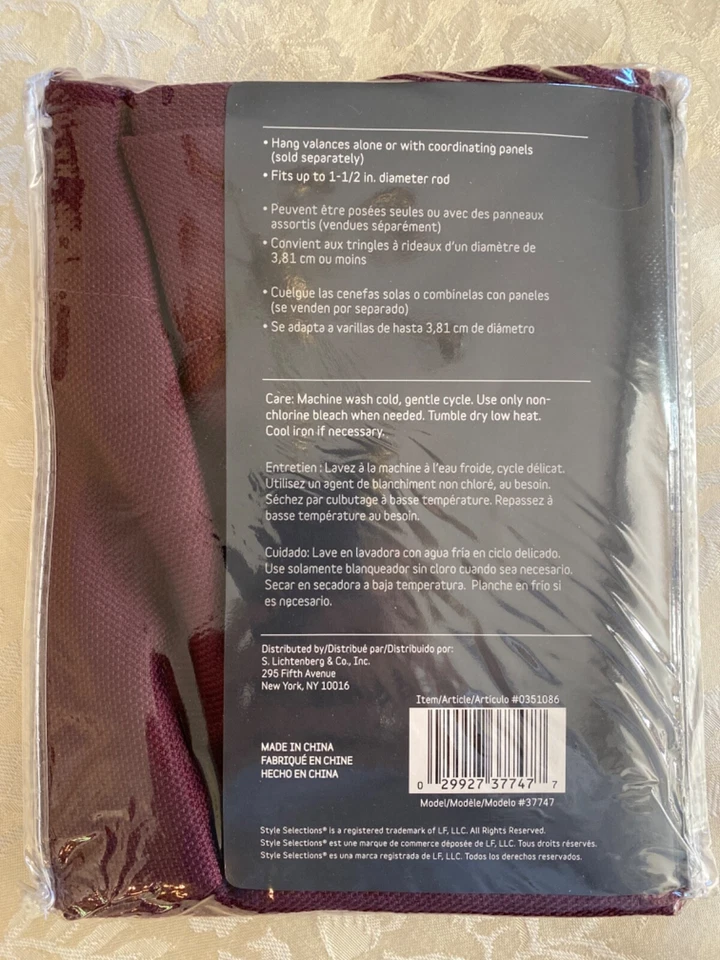 • Hang valances alone or with coordinating panels
(sold separately)
• Fits up to 1-1/2 in. diameter rod
• Peuvent être posées seules ou avec des panneaux
assortis (vendues séparément)
• Convient aux tringles à rideaux d'un diamètre de
3,81 cm ou moins
• Cuelgue las cenefas solas o combínelas con paneles
(se venden por separado)
• Se adapta a varillas de hasta 3,81 cm de diámetro
Care: Machine wash cold, gentle cycle. Use only non-
chlorine bleach when needed. Tumble dry low heat.
Cool iron if necessary.
Entretien : Lavez à la machine à l'eau froide, cycle délicat.
Utilisez un agent de blanchiment non chloré, au besoin.
Séchez par culbutage à basse température. Repassez à
basse température au besoin.
Cuidado: Lave en lavadora con agua fría en ciclo delicado.
Use solamente blanqueador sin cloro cuando sea necesario.
Secar en secadora a baja temperatura. Planche en frío si
es necesario.
Distributed by/Distribué par/Distribuido por:
S. Lichtenberg & Co., Inc.
295 Fifth Avenue
New York, NY 10016
Item/Article/Artículo #0351086
0 29927 37747 7
Model/Modèle/Modelo #37747
MADE IN CHINA
FABRIQUÉ EN CHINE
HECHO EN CHINA
Style Selections® is a registered trademark of LF, LLC. All Rights Reserved.
Style Selections® est une marque de commerce déposée de LF, LLC. Tous droits réservés.
Style Selections® es una marca registrada de LF, LLC. Todos los derechos reservados.